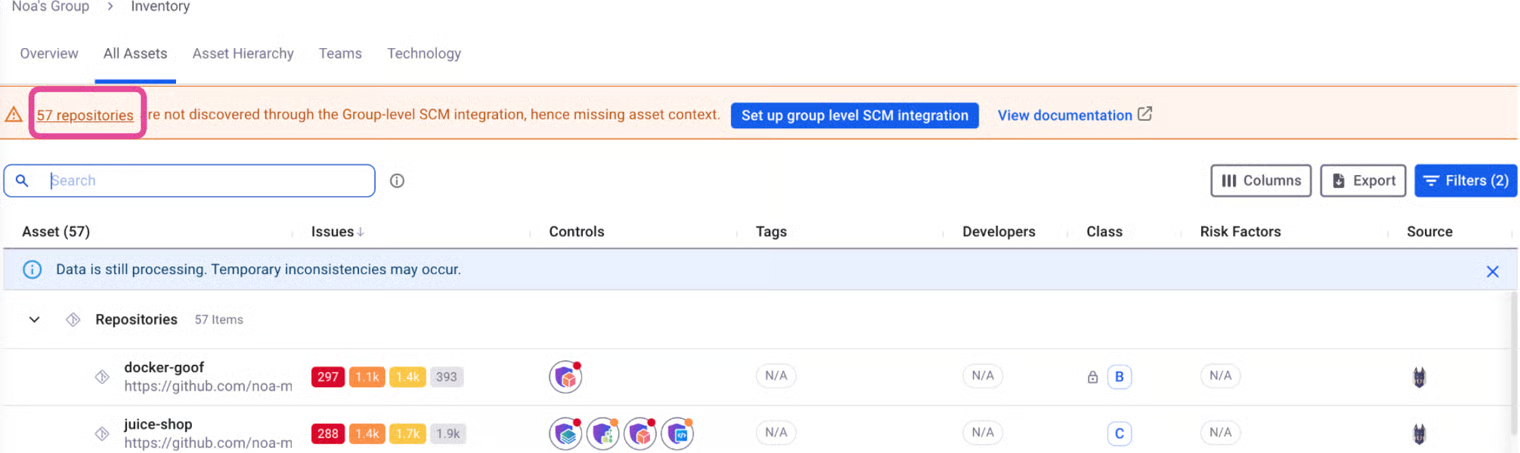 Noa's Group > Inventory
Overview All Assets Asset Hierarchy Teams Technology
57 repositories re not discovered through the Group-level SCM integration, hence missing asset context. Set up group level SCM integration View documentation
Search Columns Export Filters (2)
Asset (57) Issues↓ Controls Tags Developers Class Risk Factors Source
Data is still processing. Temporary inconsistencies may occur.
Repositories 57 Items
docker-goof
https://github.com/noa-m 297 1.1k 1.4k 393 N/A N/A B N/A
juice-shop
https://github.com/noa-m 288 1.4k 1.7k 1.9k N/A N/A C N/A